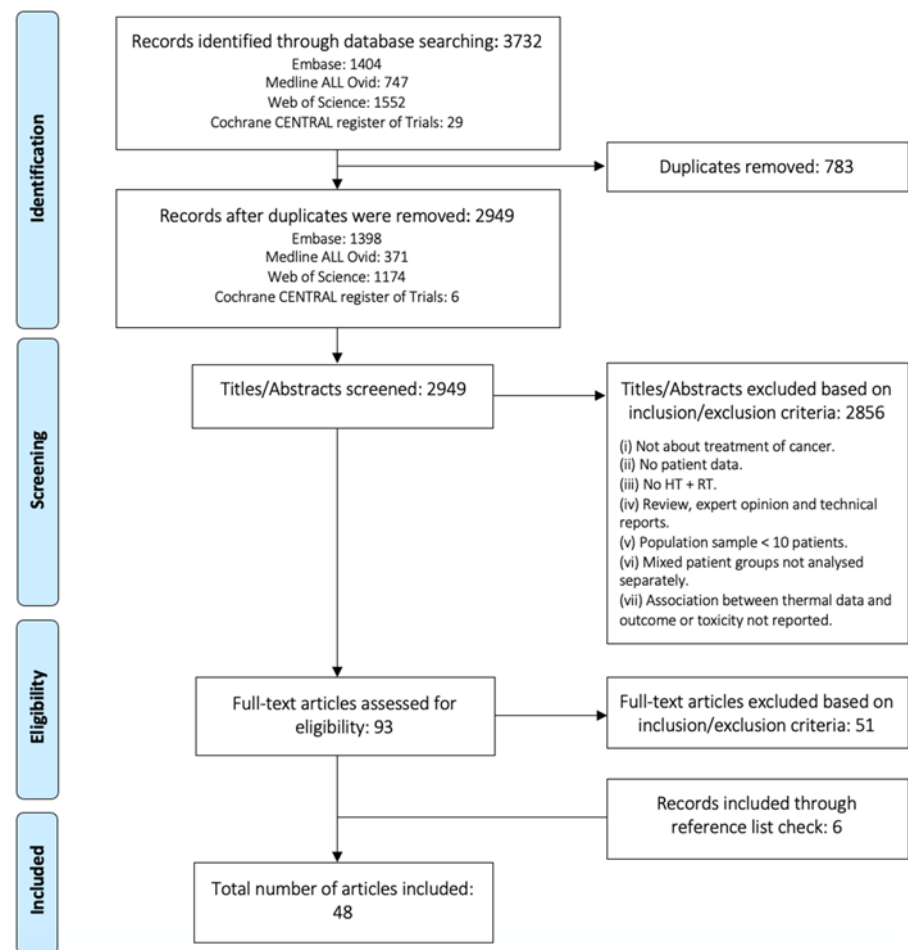 Identification
Records identified through database searching: 3732
Embase: 1404
Medline ALL Ovid: 747
Web of Science: 1552
Cochrane CENTRAL register of Trials: 29
Duplicates removed: 783
Records after duplicates were removed: 2949
Embase: 1398
Medline ALL Ovid: 371
Web of Science: 1174
Cochrane CENTRAL register of Trials: 6
Screening
Titles/Abstracts screened: 2949
Titles/Abstracts excluded based on
inclusion/exclusion criteria: 2856
(i) Not about treatment of cancer.
(ii) No patient data.
(iii) No HT + RT.
(iv) Review, expert opinion and technical
reports.
(v) Population sample < 10 patients.
(vi) Mixed patient groups not analysed
separately.
(vii) Association between thermal data and
outcome or toxicity not reported.
Eligibility
Full-text articles assessed for
eligibility: 93
Full-text articles excluded based on
inclusion/exclusion criteria: 51
Records included through
reference list check: 6
Included
Total number of articles included:
48